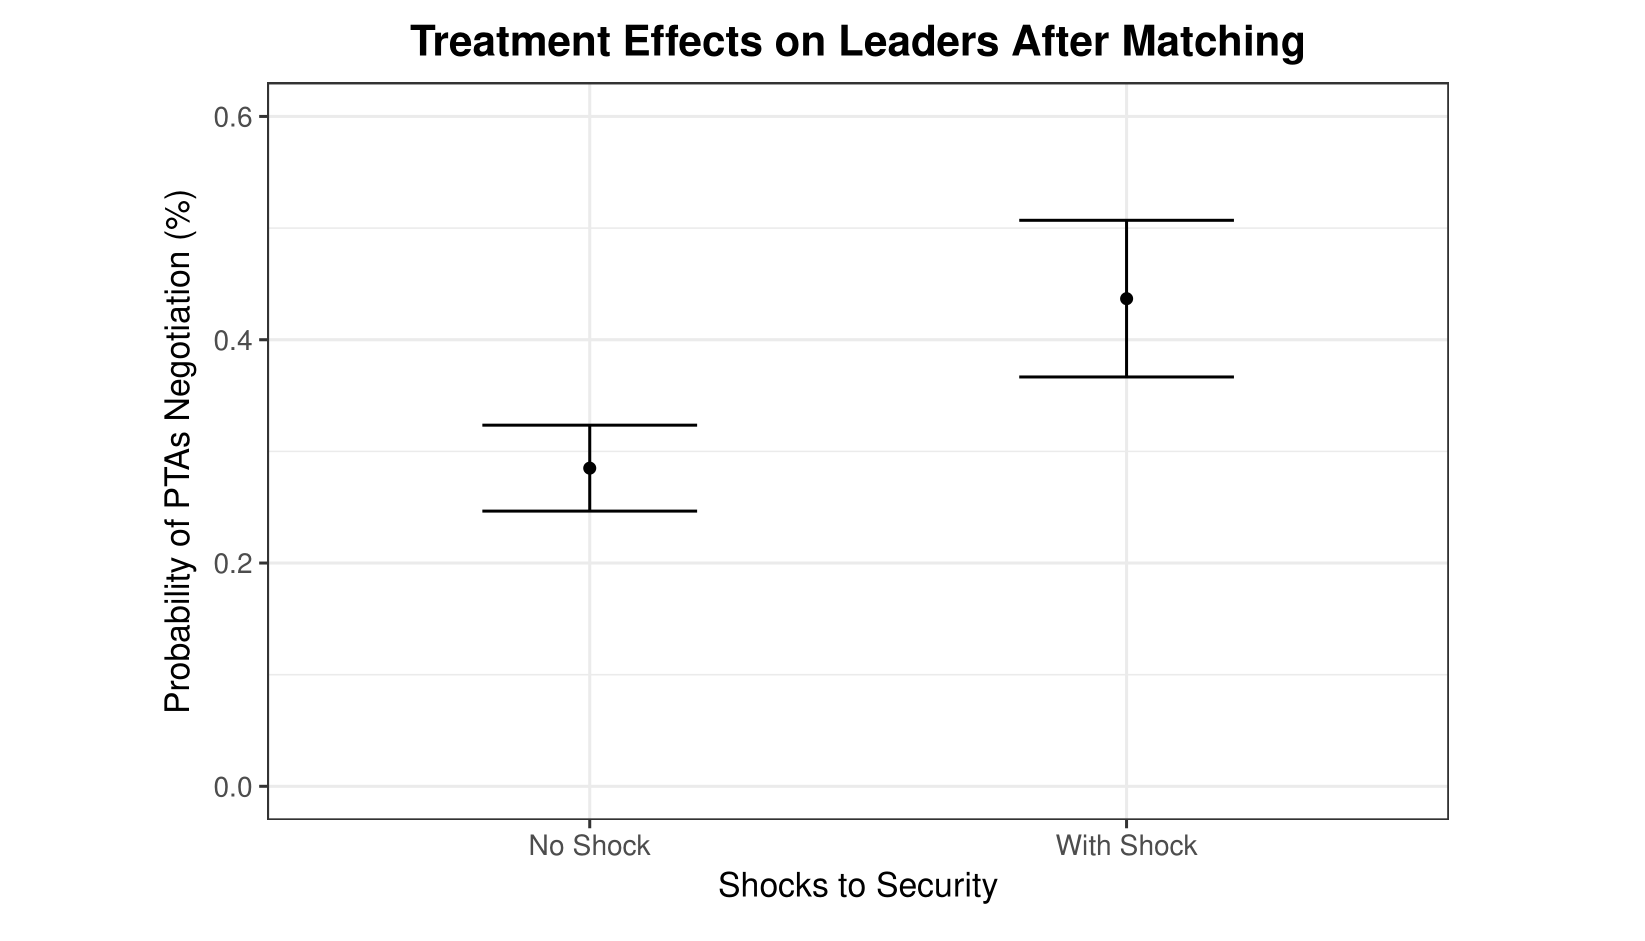 Treatment Effects on Leaders After Matching
Probability of PTAs Negotiation (%)
0.6
0.4
0.2
0.0
No Shock
With Shock
Shocks to Security